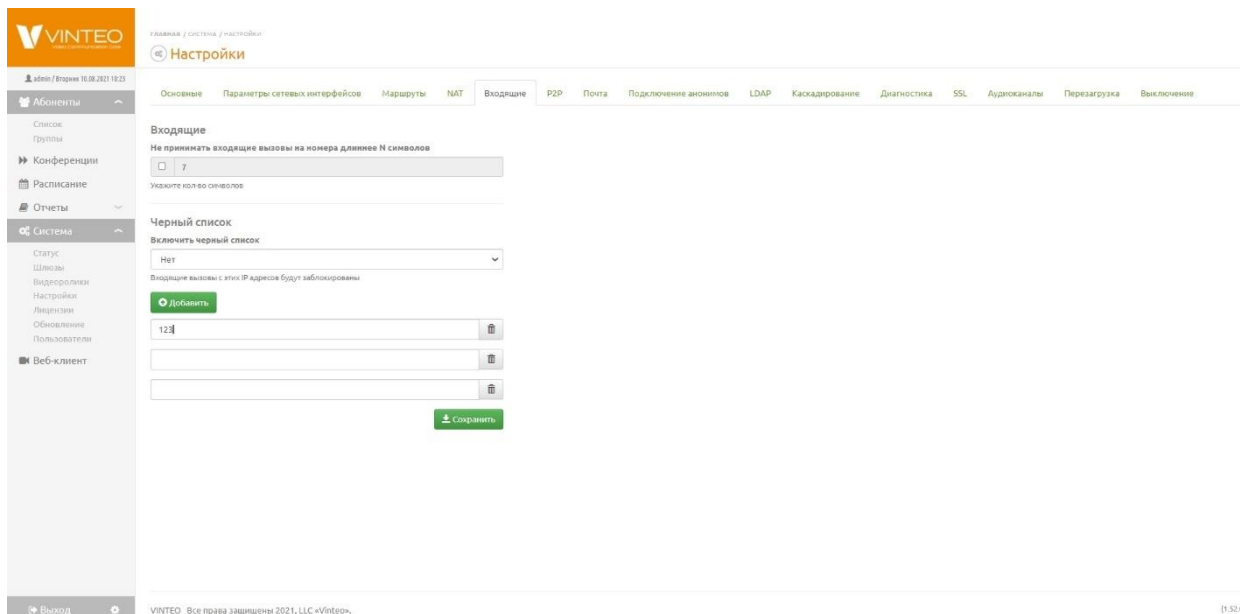 VINTEO
ГЛАВНАЯ / СИСТЕМА / НАСТРОЙКИ
Настройки
admin / Вторник 10.08.2021 10:23
Абоненты
Список
Группы
Конференции
Расписание
Отчеты
Система
Статус
Шлюзы
Видеоролики
Настройки
Лицензии
Обновление
Пользователи
Веб-клиент
Выход
Основные Параметры сетевых интерфейсов Маршруты NAT Входящие P2P Почта Подключение анонимов LDAP Каскадирование Диагностика SSL Аудиоканалы Перезагрузка Выключение
Входящие
Не принимать входящие вызовы на номера длиннее N символов
7
Укажите кол-во символов
Черный список
Включить черный список
Нет
Входящие вызовы с этих IP адресов будут заблокированы
Добавить
123
Сохранить
VINTEO Все права защищены 2021, LLC «Vinteo».